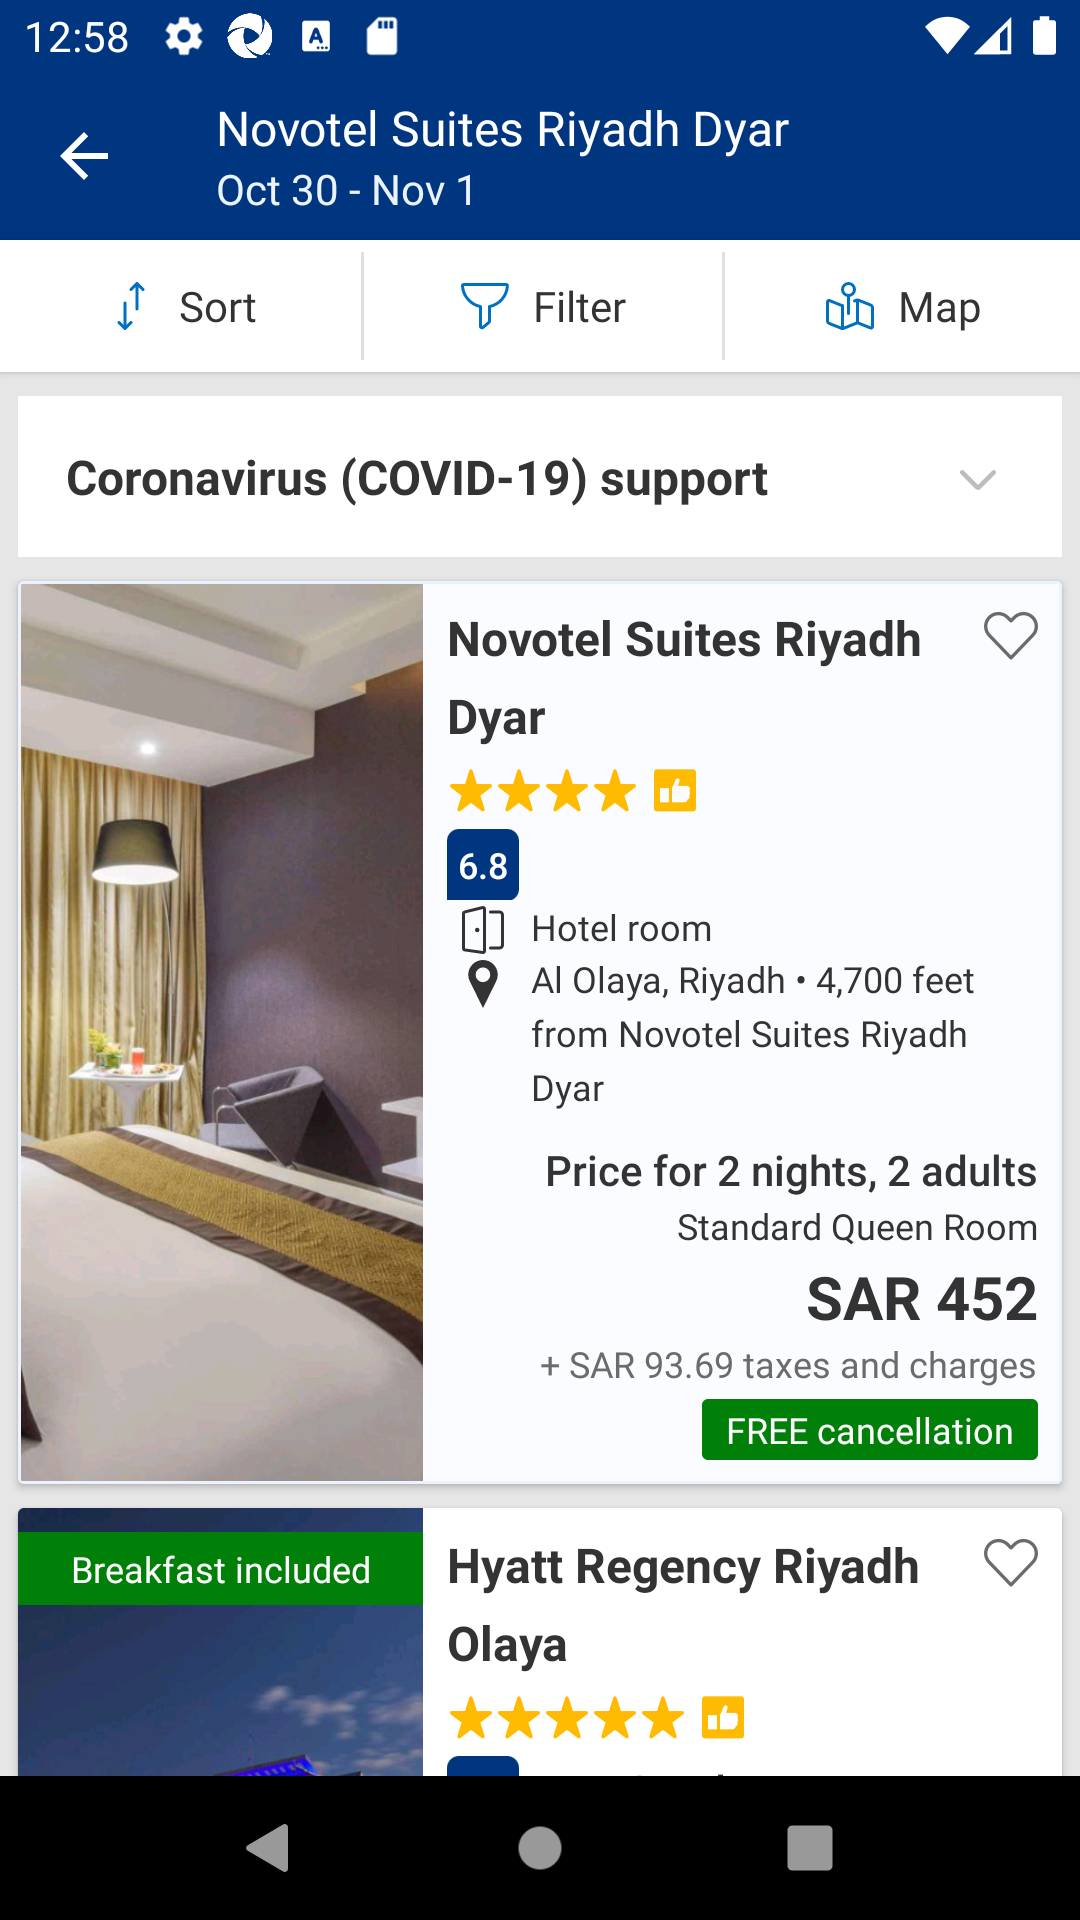 12:58
Novotel Suites Riyadh Dyar
Oct 30 - Nov 1
Sort
Filter
Map
Coronavirus (COVID-19) support
Novotel Suites Riyadh
Dyar
6.8
Hotel room
Al Olaya, Riyadh • 4,700 feet
from Novotel Suites Riyadh
Dyar
Price for 2 nights, 2 adults
Standard Queen Room
SAR 452
+ SAR 93.69 taxes and charges
FREE cancellation
Breakfast included
Hyatt Regency Riyadh
Olaya